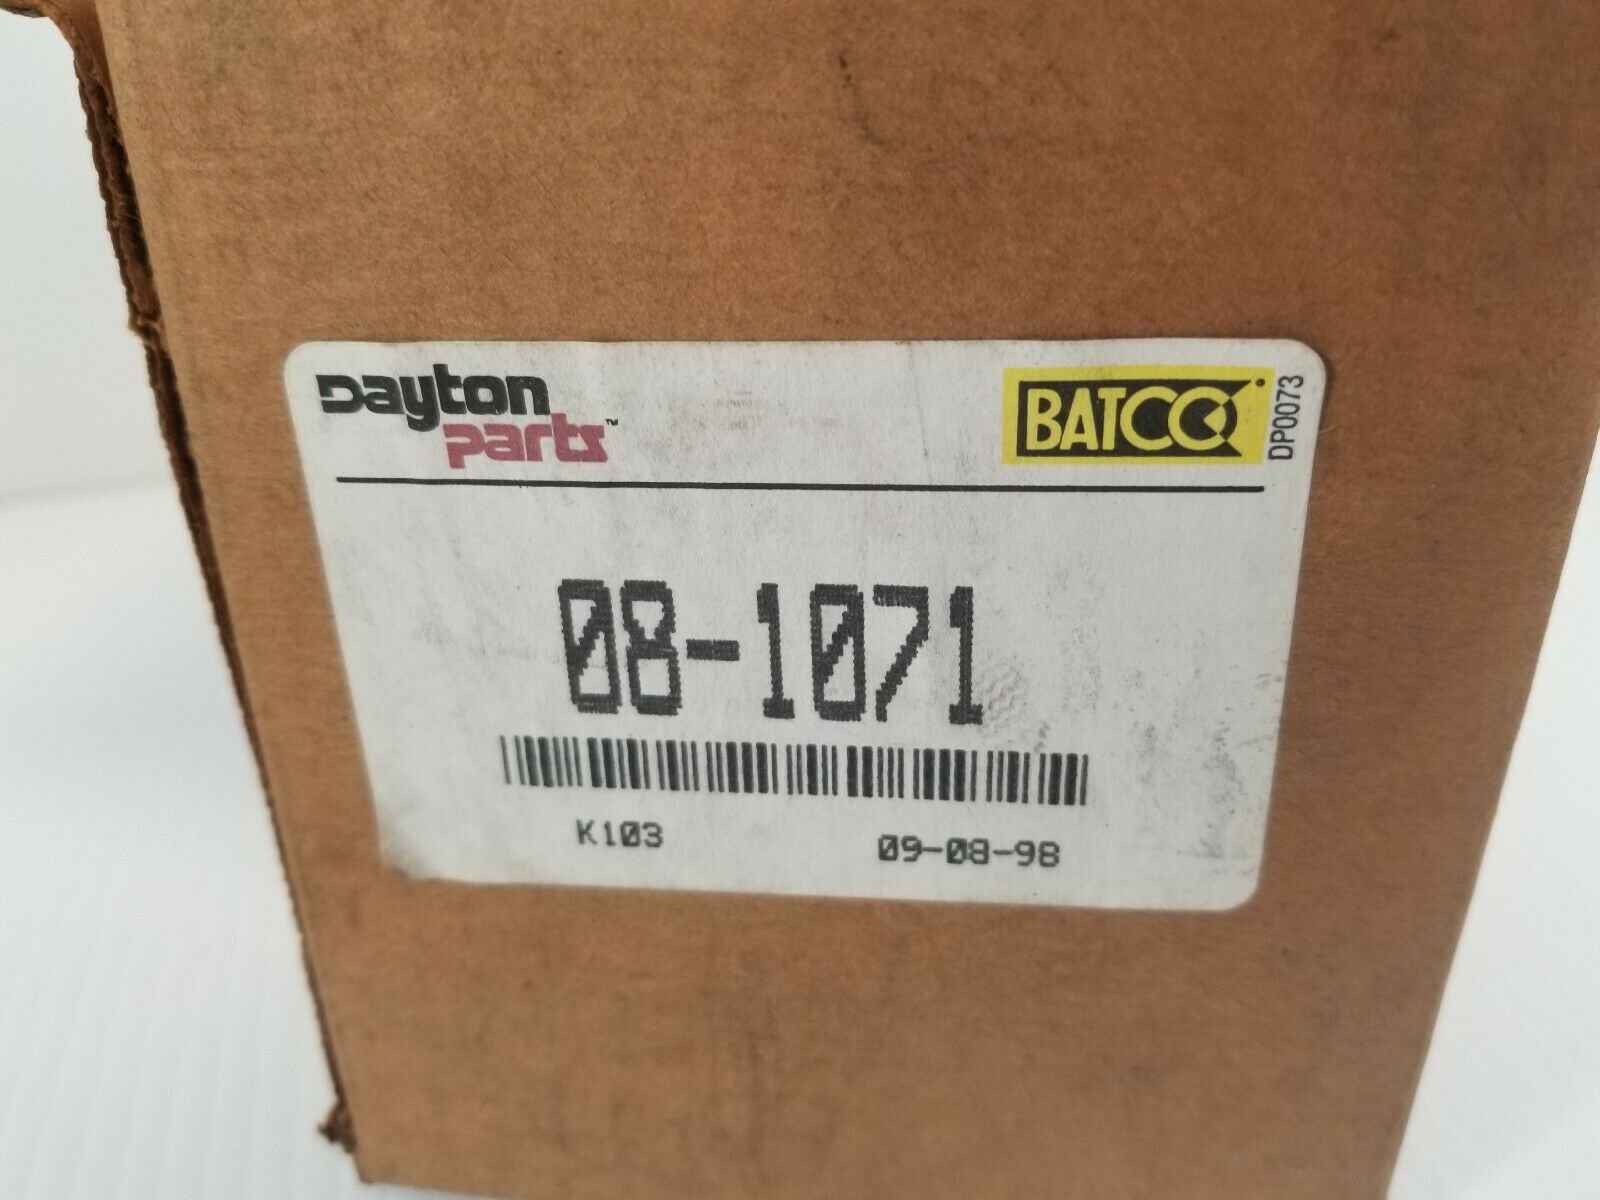 Dayton
parts™
BATCO
DP0073
08-1071
K103
09-08-98